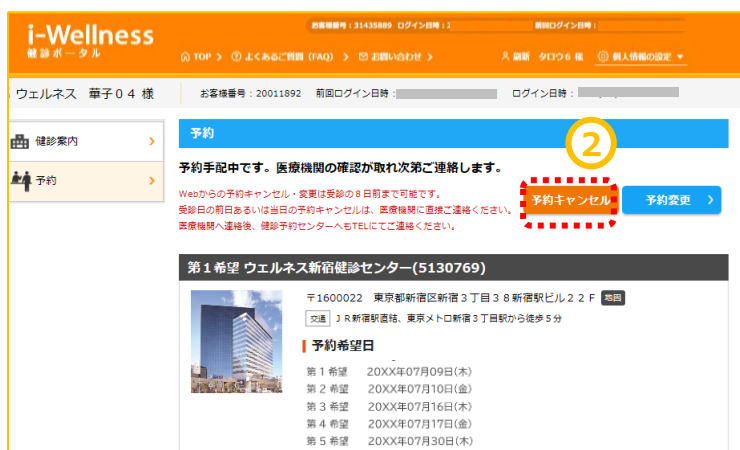 i-Wellness
健診ポータル
お客様番号:31435889 ログイン日時:2
前回ログイン日時:
TOP > よくあるご質問 (FAQ) > お問い合わせ >
刷新 タロウ6 様 個人情報の設定
ウェルネス 華子04 様
お客様番号:20011892 前回ログイン日時: ログイン日時:
健診案内 >
予約 >
予約
②
予約手配中です。医療機関の確認が取れ次第ご連絡します。
Webからの予約キャンセル・変更は受診の8日前まで可能です。
受診日の前日あるいは当日の予約キャンセルは、医療機関に直接ご連絡ください。
医療機関へ連絡後、健診予約センターへもTELにてご連絡ください。
予約キャンセル
予約変更 >
第1希望 ウェルネス新宿健診センター(5130769)
〒1600022 東京都新宿区新宿3丁目38新宿駅ビル22F 地図
交通 JR新宿駅直結、東京メトロ新宿3丁目駅から徒歩5分
予約希望日
第1希望 20XX年07月09日(木)
第2希望 20XX年07月10日(金)
第3希望 20XX年07月16日(木)
第4希望 20XX年07月17日(金)
第5希望 20XX年07月30日(木)